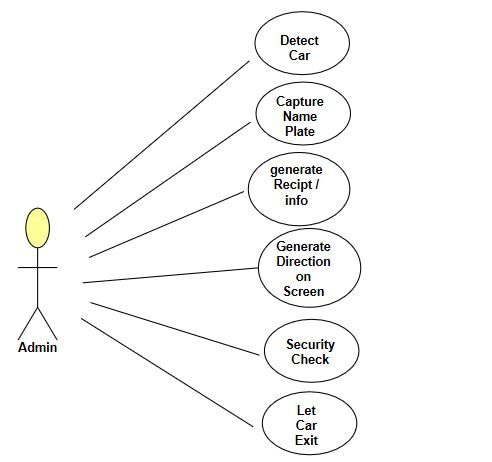 Detect
Car
Capture
Name
Plate
generate
Recipt /
info
Generate
Direction
on
Screen
Security
Check
Let
Car
Exit
Admin